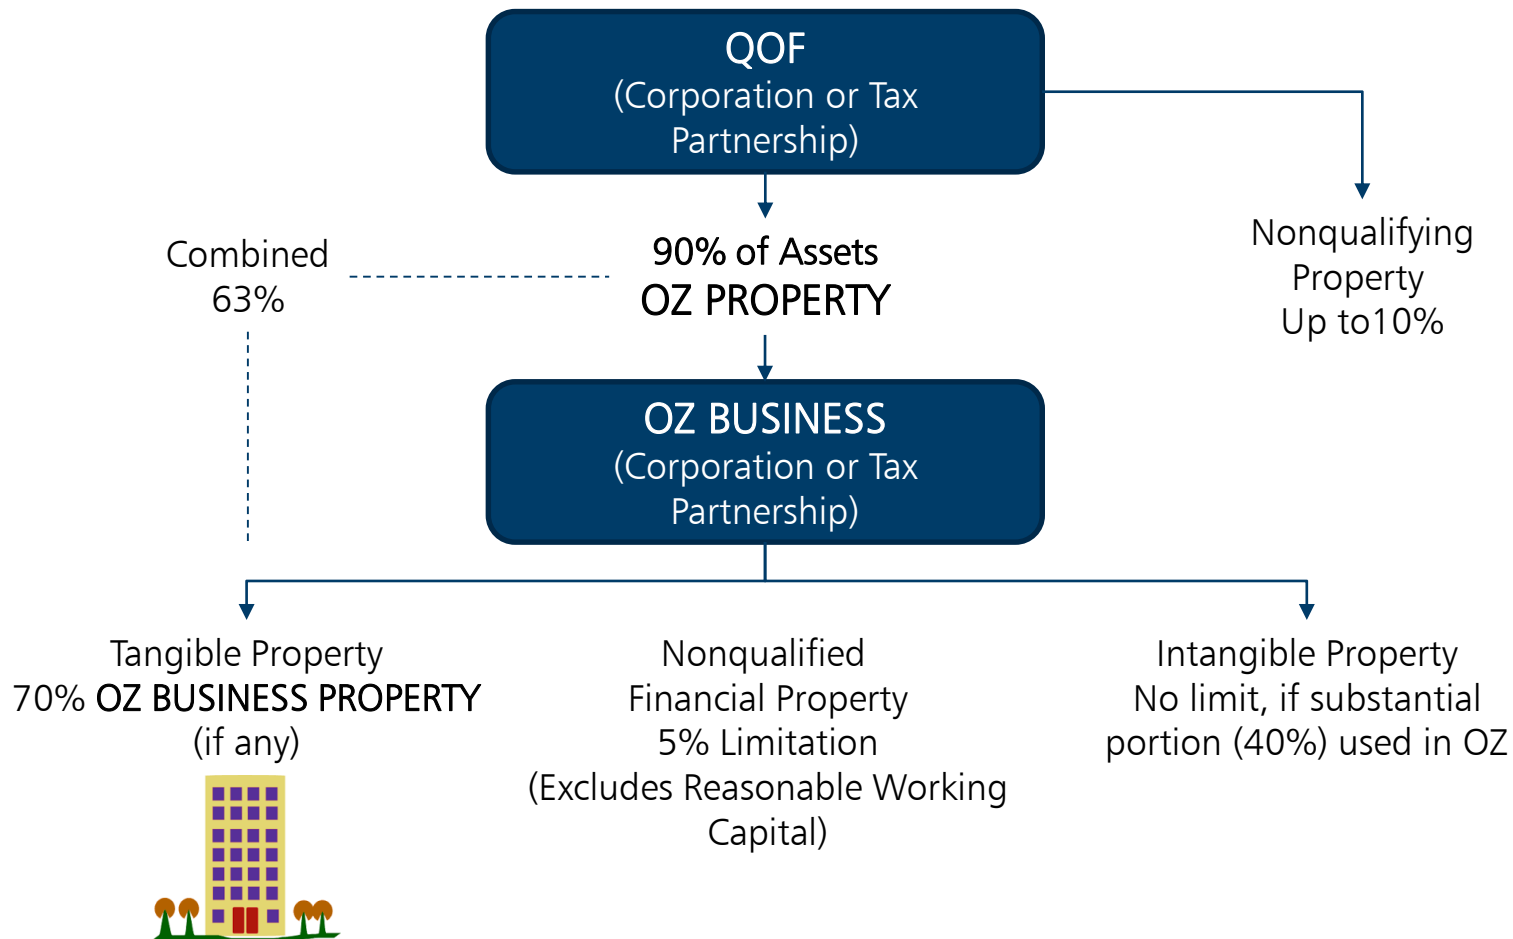 QOF
(Corporation or Tax
Partnership)
Combined
63%
90% of Assets
OZ PROPERTY
Nonqualifying
Property
Up to10%
OZ BUSINESS
(Corporation or Tax
Partnership)
Tangible Property
70% OZ BUSINESS PROPERTY
(if any)
Nonqualified
Financial Property
5% Limitation
(Excludes Reasonable Working
Capital)
Intangible Property
No limit, if substantial
portion (40%) used in OZ